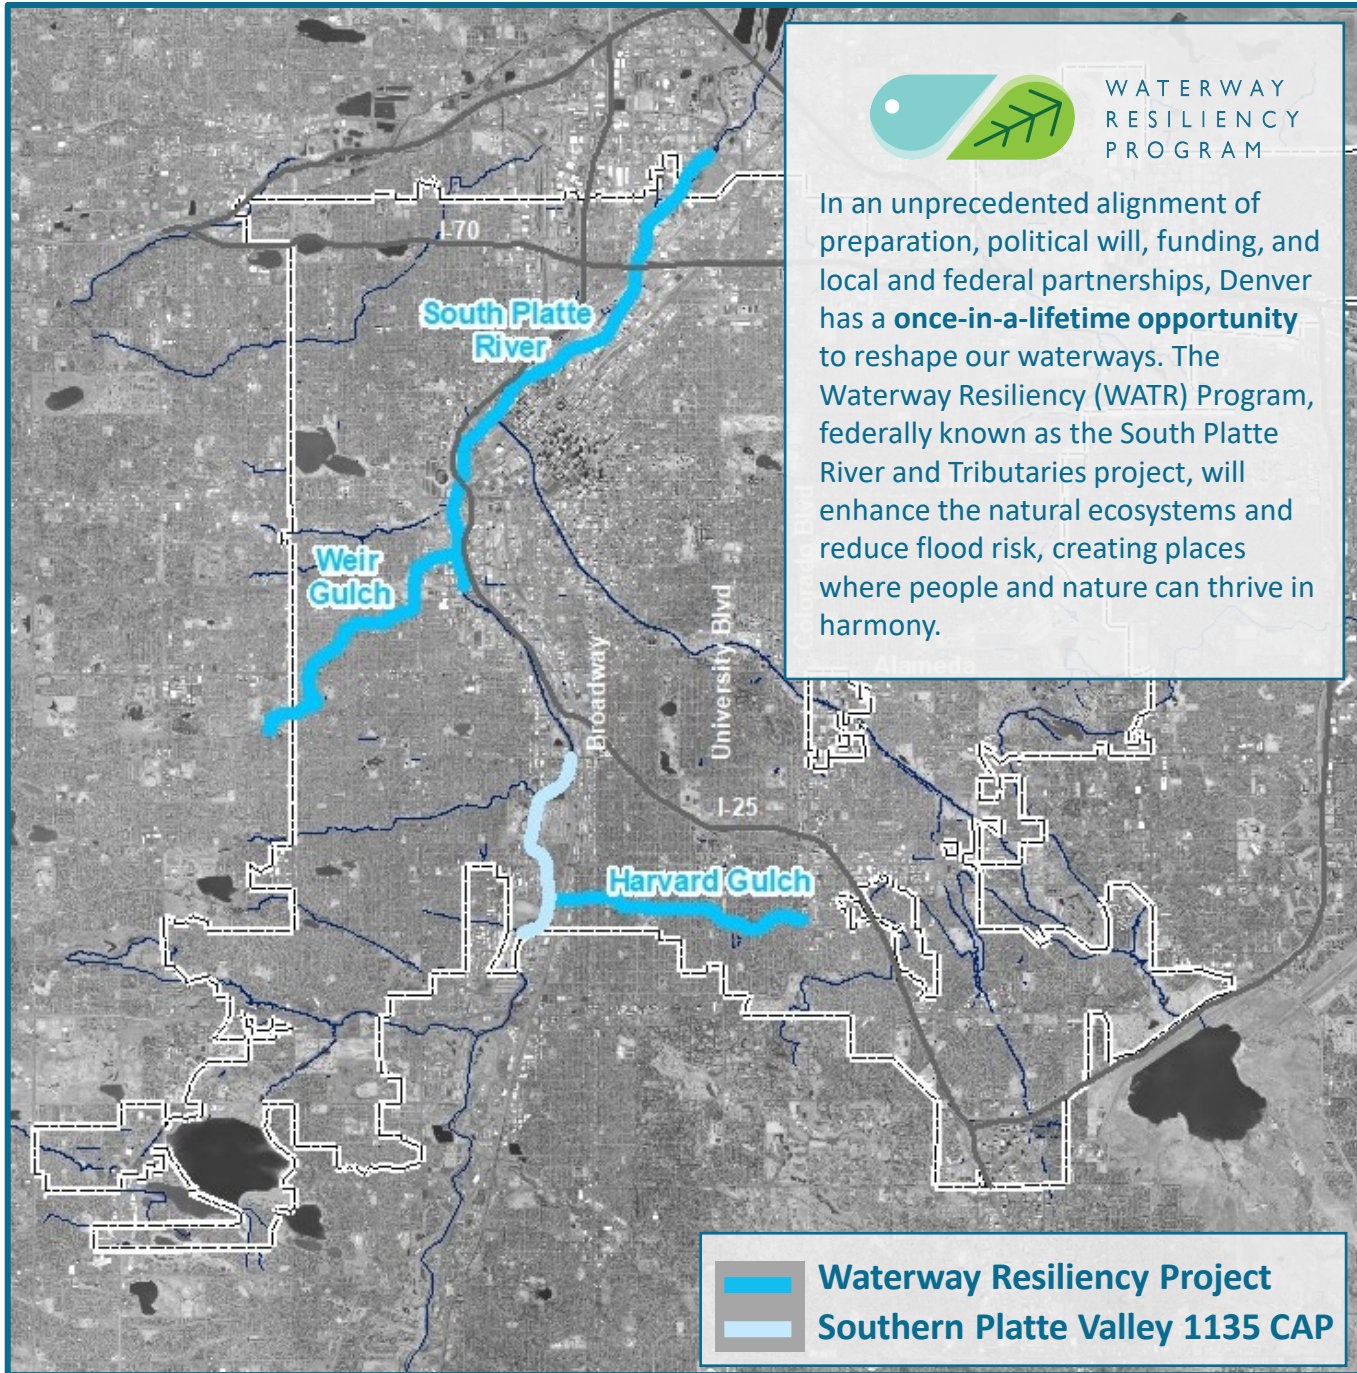 WATERWAY
RESILIENCY
PROGRAM
In an unprecedented alignment of
preparation, political will, funding, and
local and federal partnerships, Denver
has a once-in-a-lifetime opportunity
to reshape our waterways. The
Waterway Resiliency (WATR) Program,
federally known as the South Platte
River and Tributaries project, will
enhance the natural ecosystems and
reduce flood risk, creating places
where people and nature can thrive in
harmony.
I-70
South Platte
River
Weir
Gulch
Broadway
University Blvd
Colorado Blvd
Alameda
I-25
Harvard Gulch
Waterway Resiliency Project
Southern Platte Valley 1135 CAP